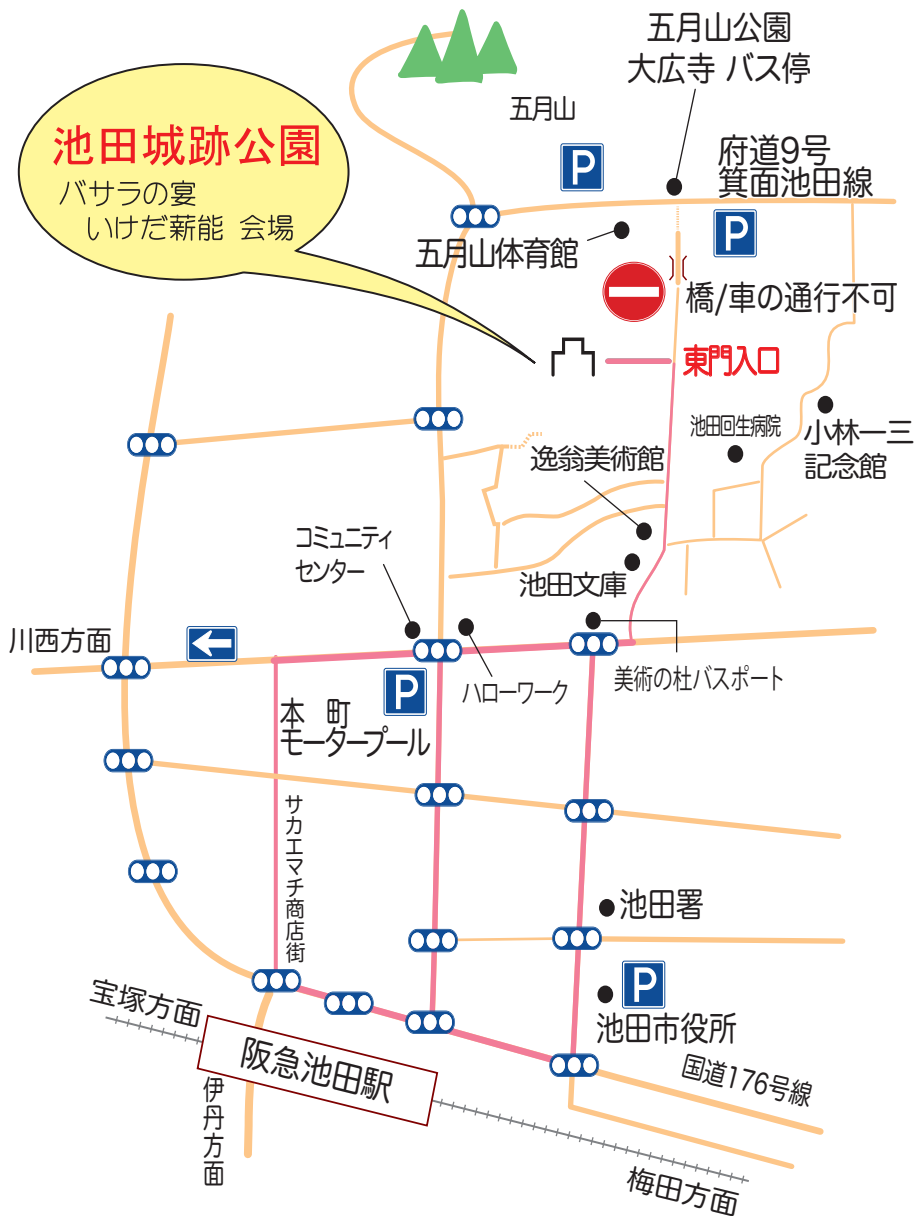 五月山公園
大広寺 バス停
五月山
P
府道9号
箕面池田線
池田城跡公園
バサラの宴
いけだ薪能 会場
P
五月山体育館
橋/車の通行不可
東門入口
池田回生病院
小林一三
記念館
逸翁美術館
コミュニティ
センター
池田文庫
川西方面
美術の杜バスポート
P
ハローワーク
本 町
モータープール
サカエマチ商店街
池田署
P
池田市役所
宝塚方面
阪急池田駅
国道176号線
伊丹方面
梅田方面